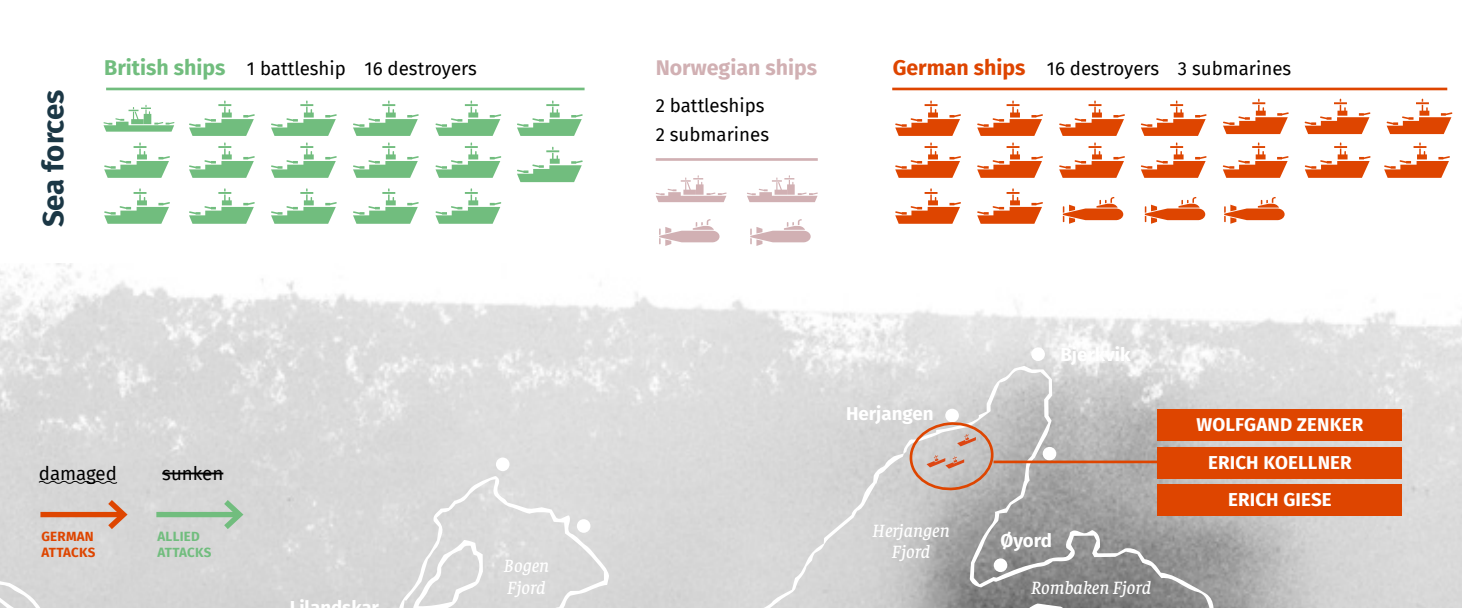 Sea forces
British ships 1 battleship 16 destroyers
Norwegian ships
2 battleships
2 submarines
German ships 16 destroyers 3 submarines
damaged
sunken
GERMAN
ATTACKS
ALLIED
ATTACKS
Bjerkvik
Herjangen
WOLFGAND ZENKER
ERICH KOELLNER
ERICH GIESE
Herjangen
Fjord
Øyord
Bogen
Fjord
Rombaken Fjord
Lilandskar